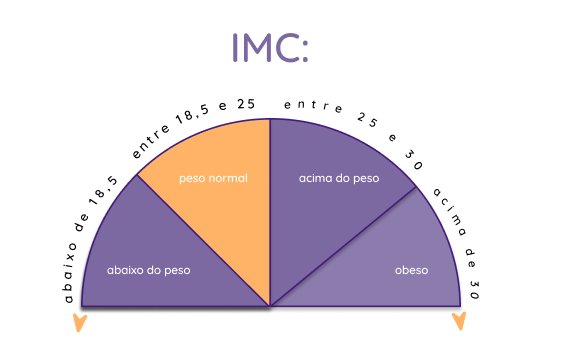 IMC:
abaixo de 18,5
entre 18,5 e 25
entre 25 e 30
acima de 30
peso normal
acima do peso
abaixo do peso
obeso